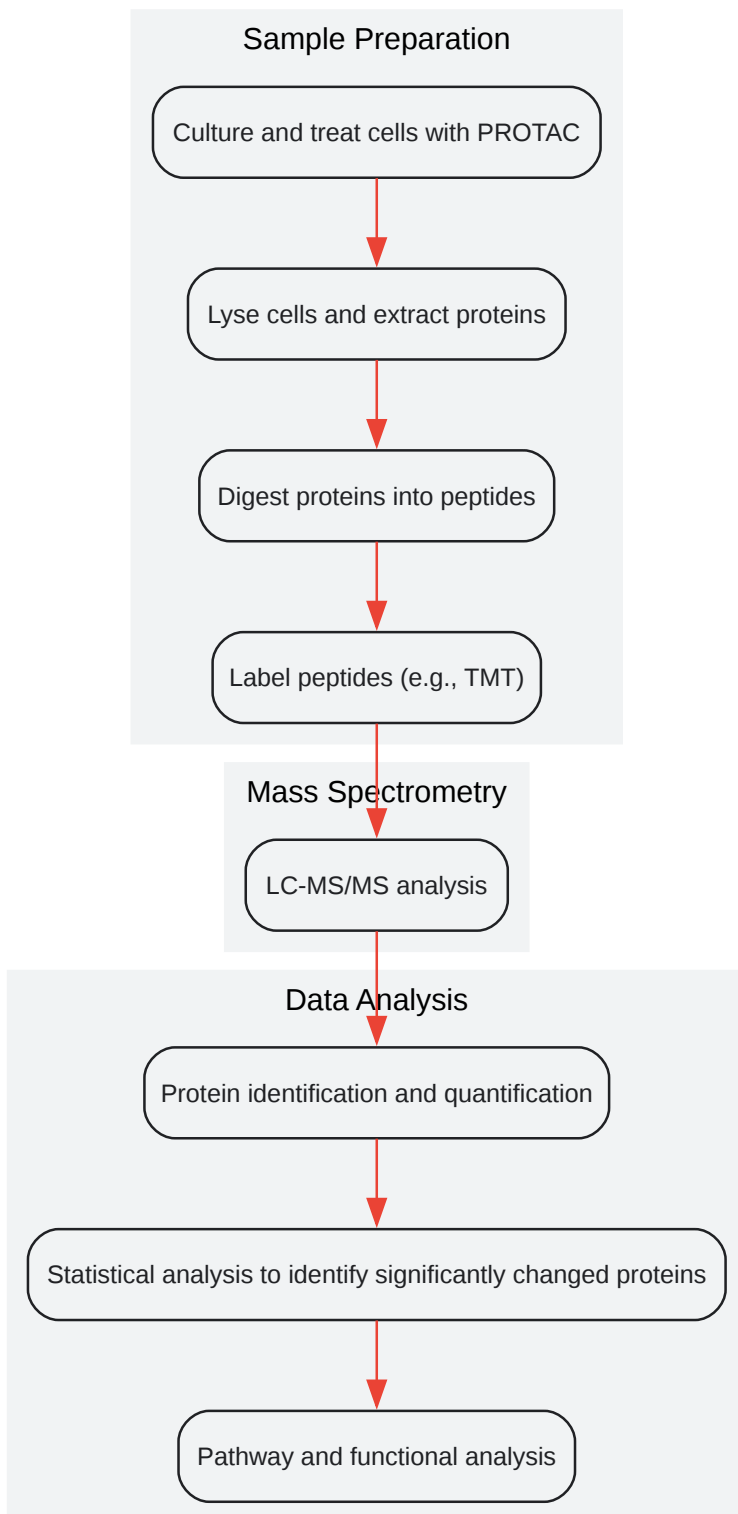 Sample Preparation
Culture and treat cells with PROTAC
Lyse cells and extract proteins
Digest proteins into peptides
Label peptides (e.g., TMT)
Mass Spectrometry
LC-MS/MS analysis
Data Analysis
Protein identification and quantification
Statistical analysis to identify significantly changed proteins
Pathway and functional analysis